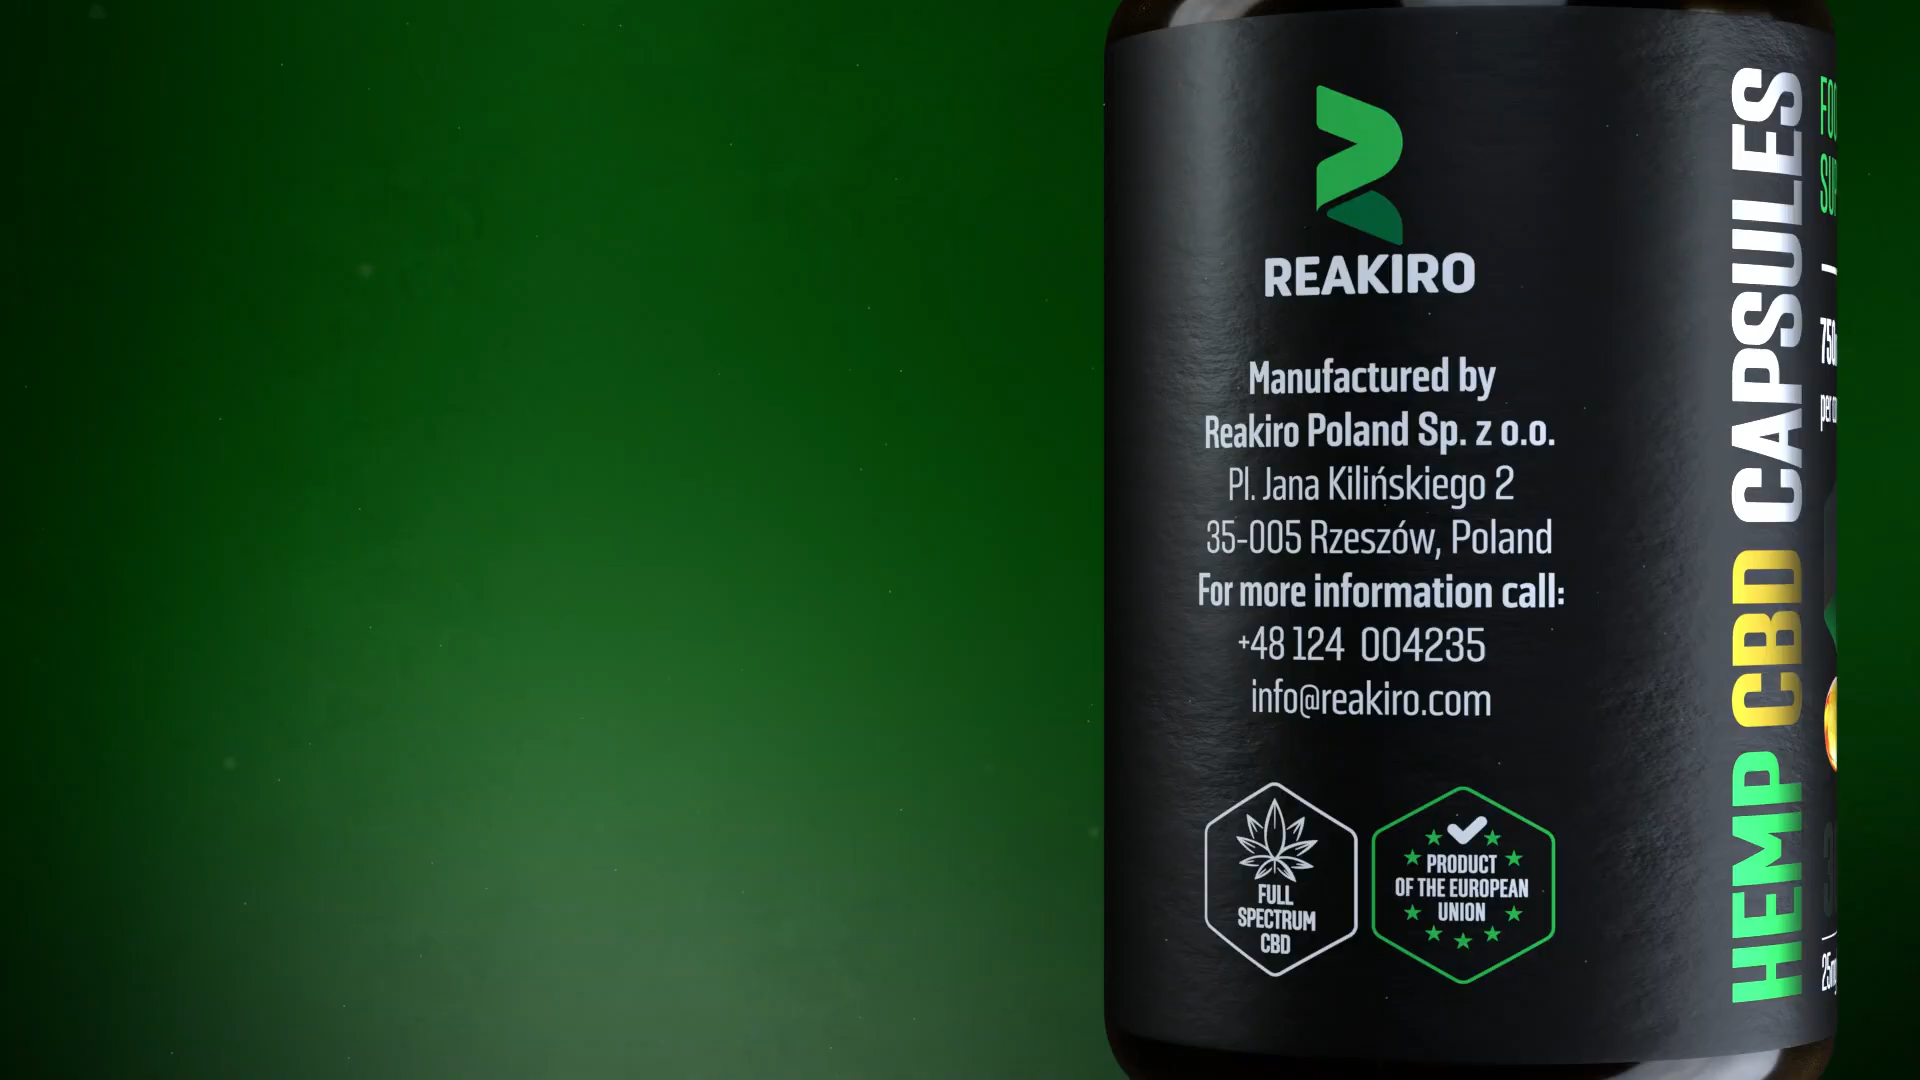 REAKIRO
Manufactured by
Reakiro Poland Sp. z o.o.
Pl. Jana Kilińskiego 2
35-005 Rzeszów, Poland
For more information call:
+48 124 004235
info@reakiro.com
FULL
SPECTRUM
CBD
PRODUCT
OF THE EUROPEAN
UNION
HEMP CBD CAPSULES
per